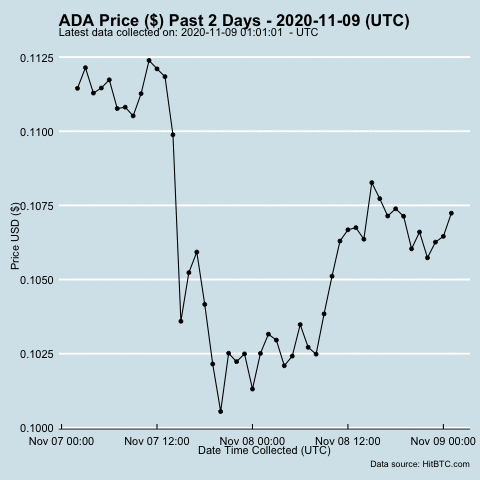 ADA Price ($) Past 2 Days - 2020-11-09 (UTC)
Latest data collected on: 2020-11-09 01:01:01 - UTC
0.1125
0.1100
0.1075
0.1050
0.1025
0.1000
Price USD ($)
Nov 07 00:00 Nov 07 12:00 Nov 08 00:00 Nov 08 12:00 Nov 09 00:00
Date Time Collected (UTC)
Data source: HitBTC.com